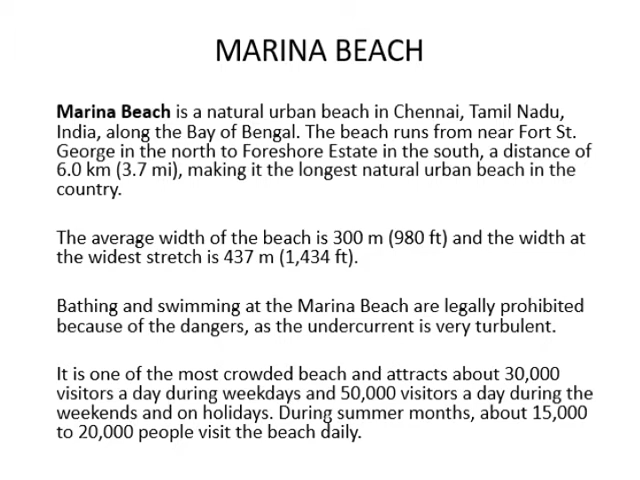 MARINA BEACH
Marina Beach is a natural urban beach in Chennai, Tamil Nadu,
India, along the Bay of Bengal. The beach runs from near Fort St.
George in the north to Foreshore Estate in the south, a distance of
6.0 km (3.7 mi), making it the longest natural urban beach in the
country.
The average width of the beach is 300 m (980 ft) and the width at
the widest stretch is 437 m (1,434 ft).
Bathing and swimming at the Marina Beach are legally prohibited
because of the dangers, as the undercurrent is very turbulent.
It is one of the most crowded beach and attracts about 30,000
visitors a day during weekdays and 50,000 visitors a day during the
weekends and on holidays. During summer months, about 15,000
to 20,000 people visit the beach daily.